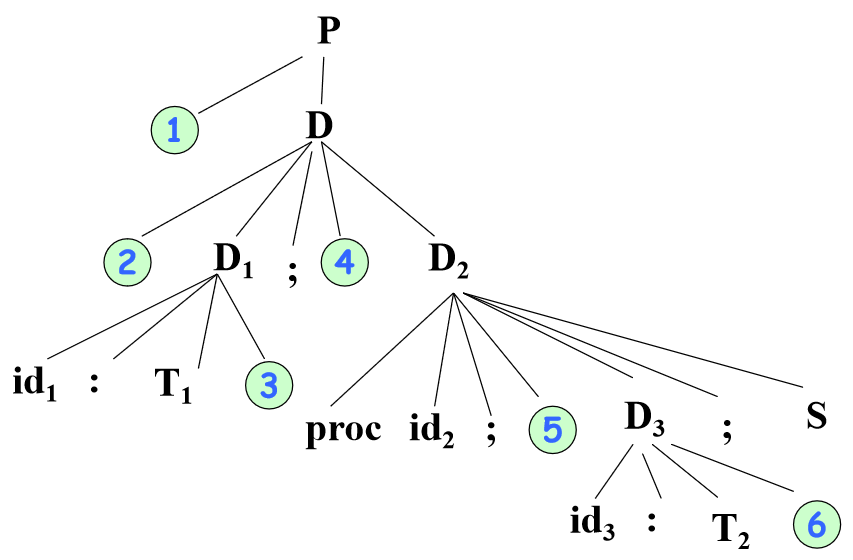 P
1 D
2 D₁ ; 4 D₂
id₁ : T₁ 3
proc id₂ ; 5 D₃ ; S
id₃ : T₂ 6